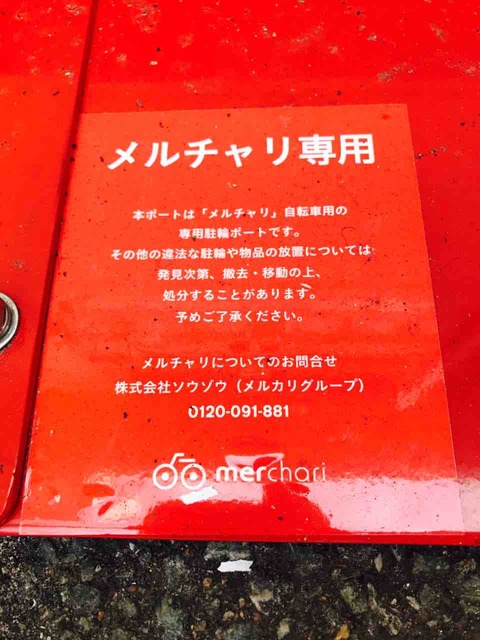 メルチャリ専用
本ポートは「メルチャリ」自転車用の
専用駐輪ポートです。
その他の違法な駐輪や物品の放置については
発見次第、撤去・移動の上、
処分することがあります。
予めご了承ください。
メルチャリについてのお問合せ
株式会社ソウゾウ（メルカリグループ）
0120-091-881
merchari